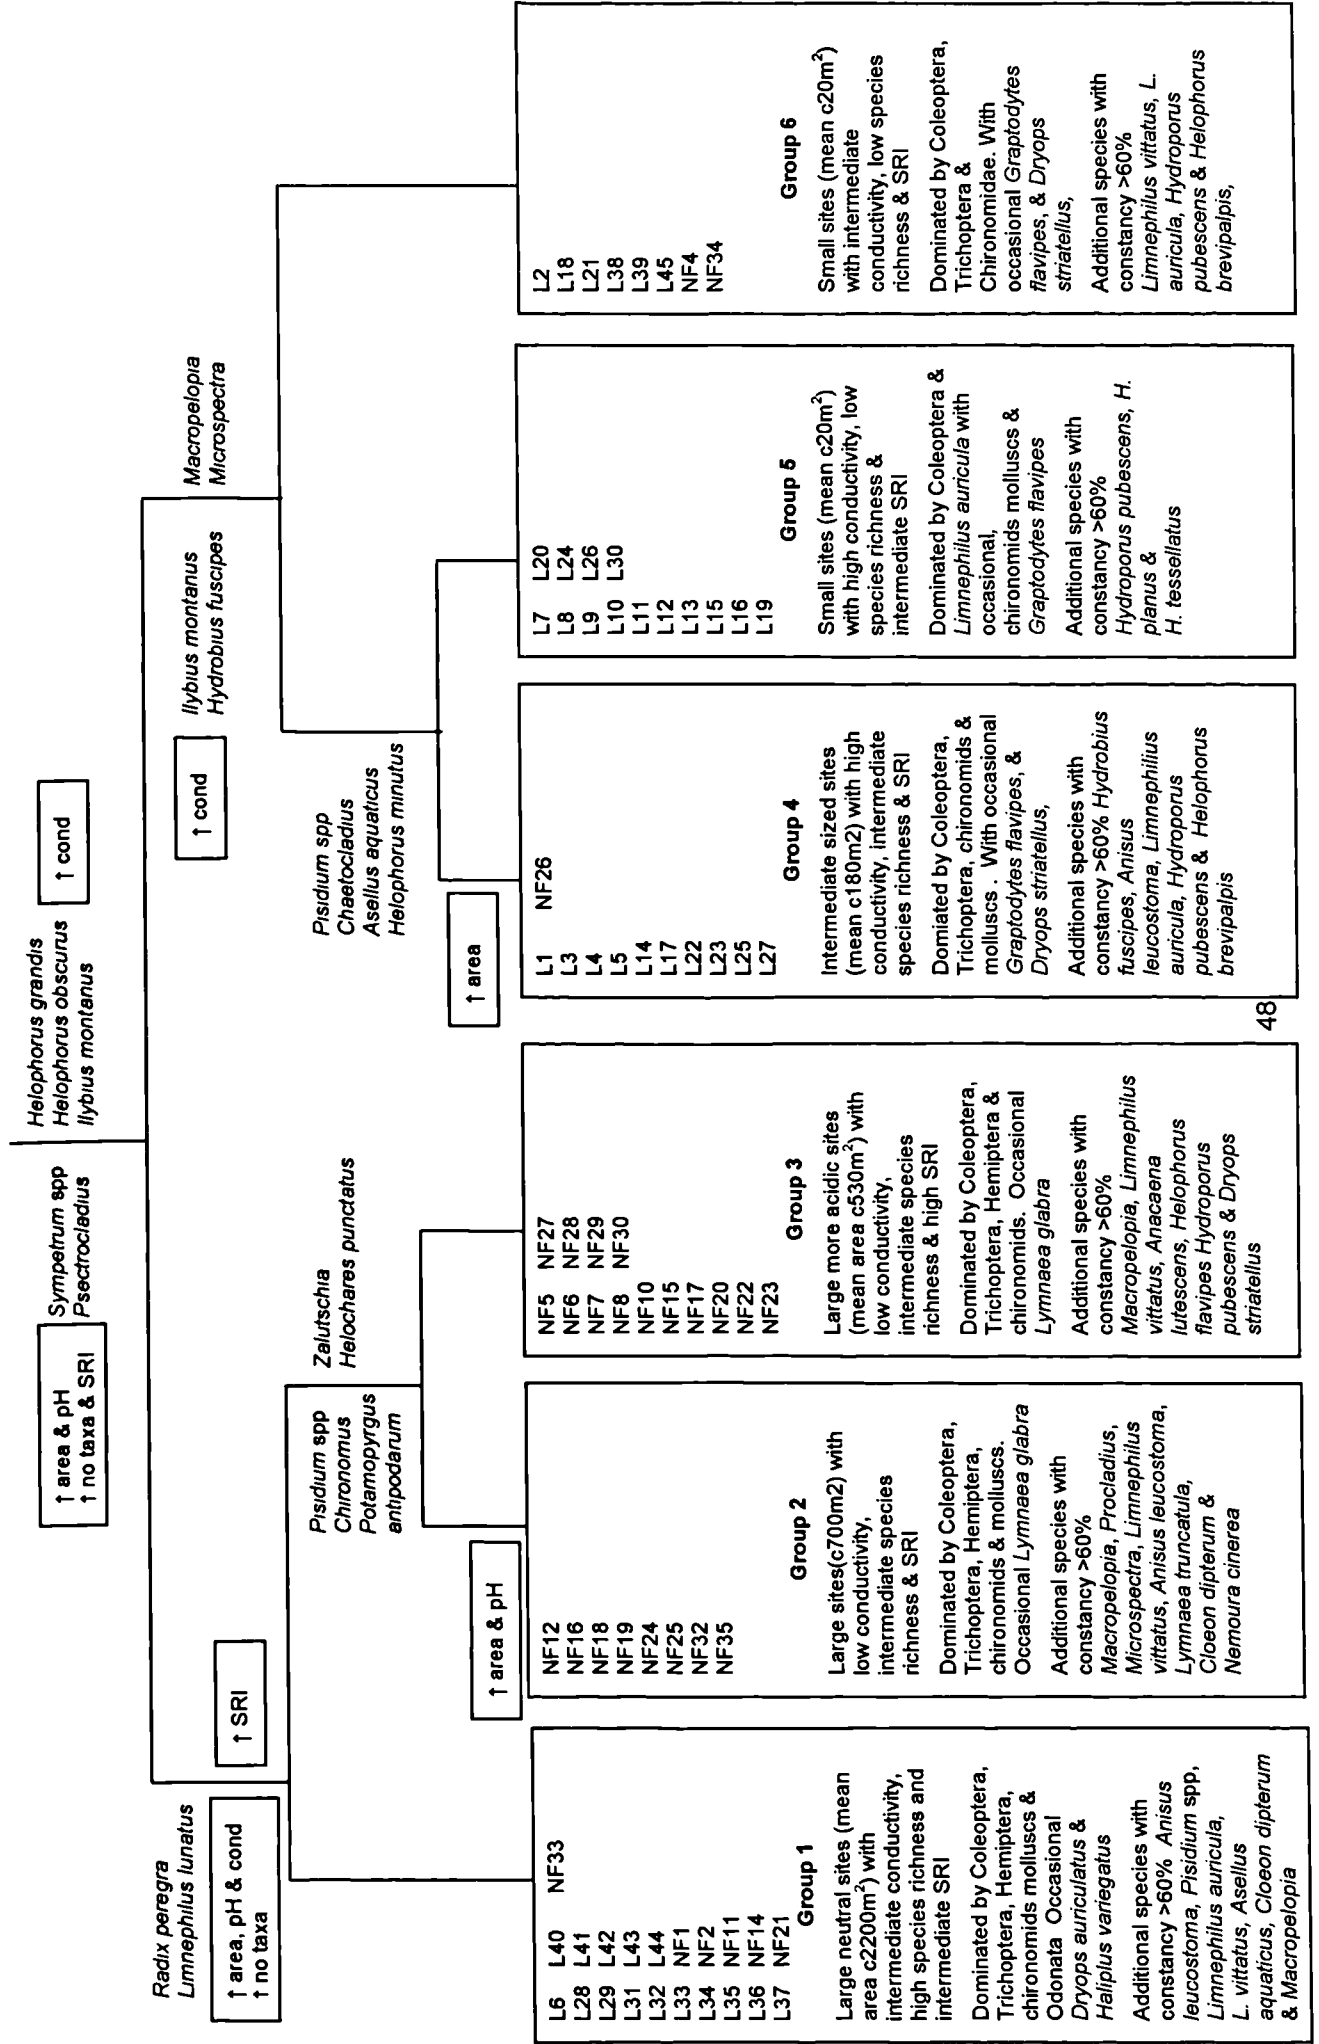 Helophorus grandis
Helophorus obscurus
Ilybius montanus
↑ cond
↑ area & pH
↑ no taxa & SRI
Sympetrum spp
Psectrocladius
Radix peregra
Limnephilus lunatus
↑ area, pH & cond
↑ no taxa
↑ SRI
↑ cond
Ilybius montanus
Hydrobius fuscipes
Macropelopia
Microspectra
Pisidium spp
Chironomus
Potamopyrgus
antipodarum
Zalutschia
Helochares punctatus
Pisidium spp
Chaetocladius
Asellus aquaticus
Helophorus minutus
↑ area & pH
↑ area
L6 L40 NF33
L28 L41
L29 L42
L31 L43
L32 L44
L33 NF1
L34 NF2
L35 NF11
L36 NF14
L37 NF21
Group 1
Large neutral sites (mean
area c2200m²) with
intermediate conductivity,
high species richness and
intermediate SRI
Dominated by Coleoptera,
Trichoptera, Hemiptera,
chironomids molluscs &
Odonata Occasional
Dryops auriculatus &
Haliplus variegatus
Additional species with
constancy >60% Anisus
leucostoma, Pisidium spp,
Limnephilus auricula,
L. vittatus, Asellus
aquaticus, Cloeon dipterum
& Macropelopia
NF12
NF16
NF18
NF19
NF24
NF25
NF32
NF35
Group 2
Large sites(c700m2) with
low conductivity,
intermediate species
richness & SRI
Dominated by Coleoptera,
Trichoptera, Hemiptera,
chironomids & molluscs.
Occasional Lymnaea glabra
Additional species with
constancy >60%
Macropelopia, Procladius,
Microspectra, Limnephilus
vittatus, Anisus leucostoma,
Lymnaea truncatula,
Cloeon dipterum &
Nemoura cinerea
NF5 NF27
NF6 NF28
NF7 NF29
NF8 NF30
NF10
NF15
NF17
NF20
NF22
NF23
Group 3
Large more acidic sites
(mean area c530m²) with
low conductivity,
intermediate species
richness & high SRI
Dominated by Coleoptera,
Trichoptera, Hemiptera &
chironomids. Occasional
Lymnaea glabra
Additional species with
constancy >60%
Macropelopia, Limnephilus
vittatus, Anacaena
lutescens, Helophorus
flavipes Hydroporus
pubescens & Dryops
striatellus
L1 NF26
L3
L4
L5
L14
L17
L22
L23
L25
L27
Group 4
Intermediate sized sites
(mean c180m2) with high
conductivity, intermediate
species richness & SRI
Domiated by Coleoptera,
Trichoptera, chironomids &
molluscs . With occasional
Graptodytes flavipes, &
Dryops striatellus,
Additional species with
constancy >60% Hydrobius
fuscipes, Anisus
leucostoma, Limnephilius
auricula, Hydroporus
pubescens & Helophorus
brevipalpis
L7 L20
L8 L24
L9 L26
L10 L30
L11
L12
L13
L15
L16
L19
Group 5
Small sites (mean c20m²)
with high conductivity, low
species richness &
intermediate SRI
Dominated by Coleoptera &
Limnephilus auricula with
occasional,
chironomids molluscs &
Graptodytes flavipes
Additional species with
constancy >60%
Hydroporus pubescens, H.
planus &
H. tessellatus
L2
L18
L21
L38
L39
L45
NF4
NF34
Group 6
Small sites (mean c20m²)
with intermediate
conductivity, low species
richness & SRI
Dominated by Coleoptera,
Trichoptera &
Chironomidae. With
occasional Graptodytes
flavipes, & Dryops
striatellus,
Additional species with
constancy >60%
Limnephilus vittatus, L.
auricula, Hydroporus
pubescens & Helophorus
brevipalpis,
48